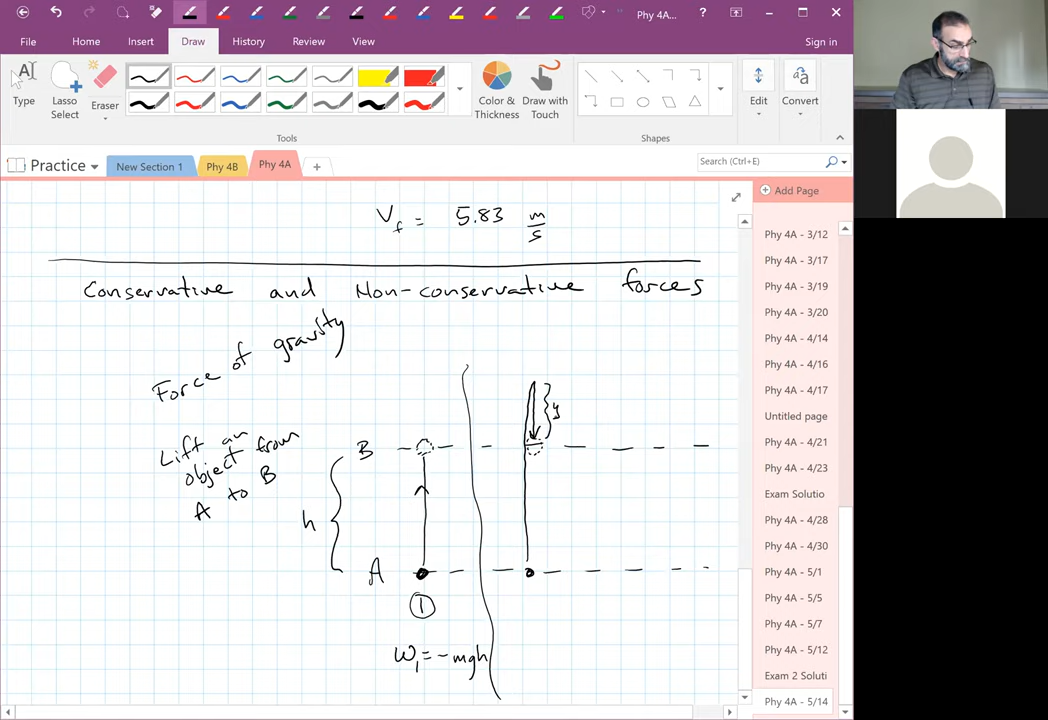 Phy 4A...
?
File
Home
Insert
Draw
History
Review
View
Sign in
Type
Lasso
Select
Eraser
Color &
Thickness
Draw with
Touch
Edit
Convert
Tools
Shapes
Practice
New Section 1
Phy 4B
Phy 4A
+
Search (Ctrl+E)
Add Page
Phy 4A - 3/12
Phy 4A - 3/17
Phy 4A - 3/19
Phy 4A - 3/20
Phy 4A - 4/14
Phy 4A - 4/16
Phy 4A - 4/17
Untitled page
Phy 4A - 4/21
Phy 4A - 4/23
Exam Solutio
Phy 4A - 4/28
Phy 4A - 4/30
Phy 4A - 5/1
Phy 4A - 5/5
Phy 4A - 5/7
Phy 4A - 5/12
Exam 2 Soluti
Phy 4A - 5/14
Vf = 5.83 m/s
Conservative and Non-conservative forces
Force of gravity
Lift an
object from
A to B
B
h
A
y
1
W1 = -mgh